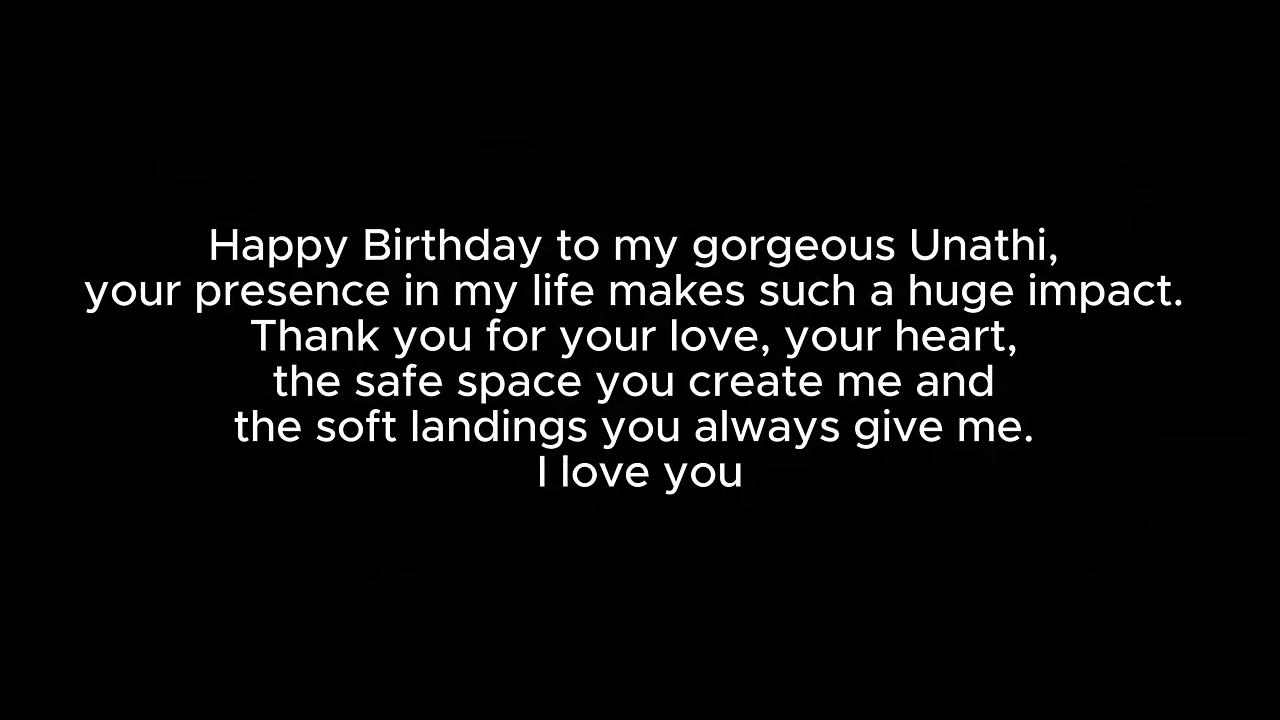 Happy Birthday to my gorgeous Unathi,
your presence in my life makes such a huge impact.
Thank you for your love, your heart,
the safe space you create me and
the soft landings you always give me.
I love you